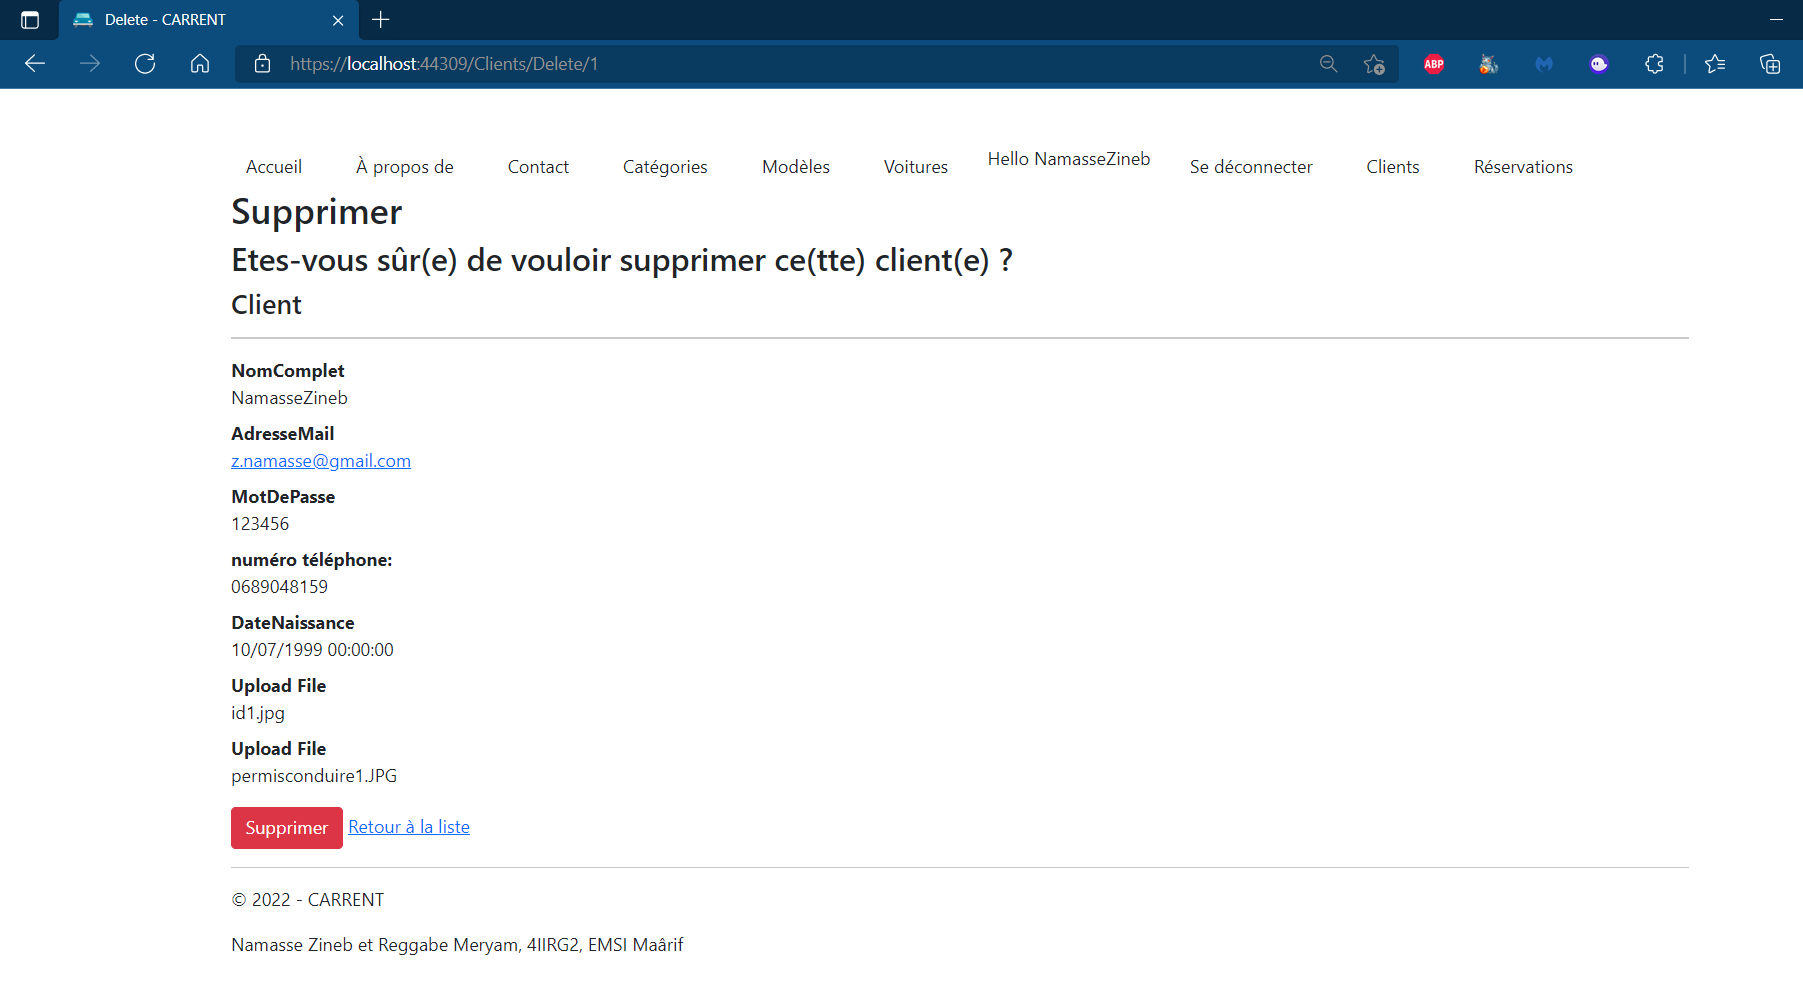 Delete - CARRENT
https://localhost:44309/Clients/Delete/1
ABP
Accueil À propos de Contact Catégories Modèles Voitures Hello NamasseZineb Se déconnecter Clients Réservations
Supprimer
Etes-vous sûr(e) de vouloir supprimer ce(tte) client(e) ?
Client
NomComplet
NamasseZineb
AdresseMail
z.namasse@gmail.com
MotDePasse
123456
numéro téléphone:
0689048159
DateNaissance
10/07/1999 00:00:00
Upload File
id1.jpg
Upload File
permisconduire1.JPG
Supprimer Retour à la liste
© 2022 - CARRENT
Namasse Zineb et Reggabe Meryam, 4IIRG2, EMSI Maârif